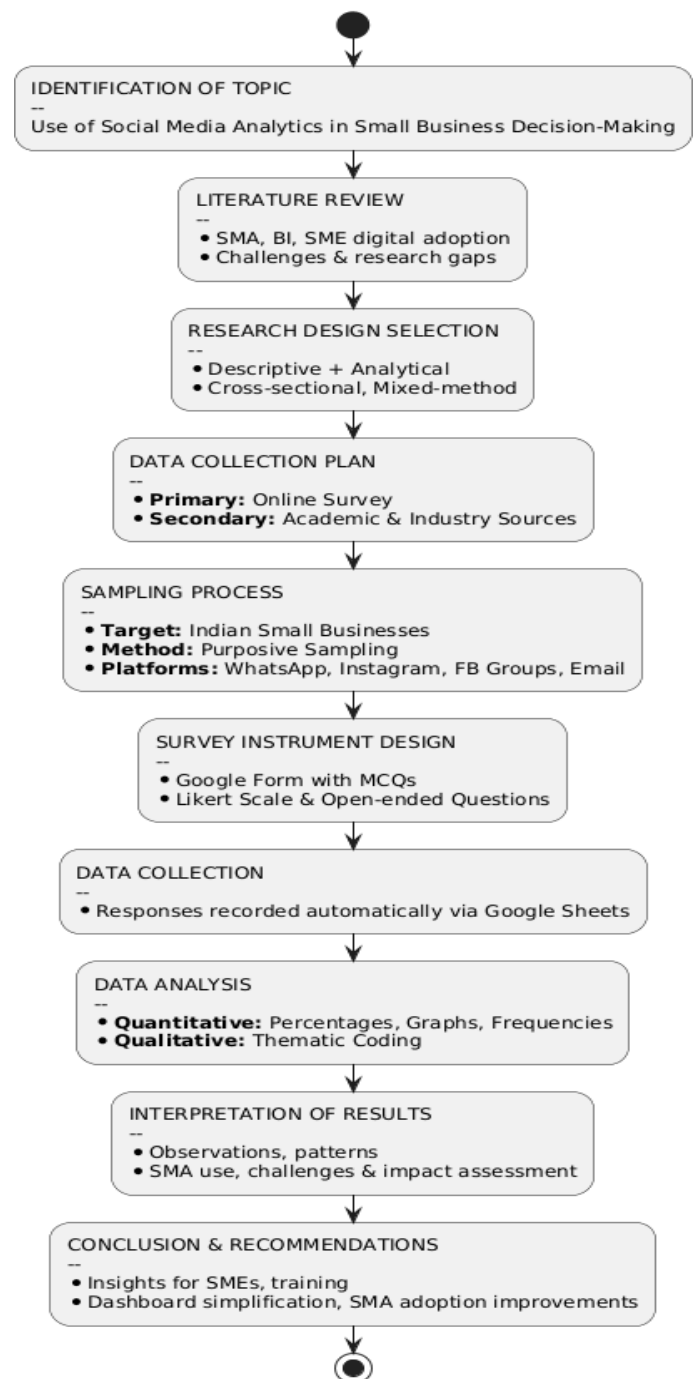 IDENTIFICATION OF TOPIC
--
Use of Social Media Analytics in Small Business Decision-Making
LITERATURE REVIEW
--
• SMA, BI, SME digital adoption
• Challenges & research gaps
RESEARCH DESIGN SELECTION
--
• Descriptive + Analytical
• Cross-sectional, Mixed-method
DATA COLLECTION PLAN
--
• Primary: Online Survey
• Secondary: Academic & Industry Sources
SAMPLING PROCESS
--
• Target: Indian Small Businesses
• Method: Purposive Sampling
• Platforms: WhatsApp, Instagram, FB Groups, Email
SURVEY INSTRUMENT DESIGN
--
• Google Form with MCQs
• Likert Scale & Open-ended Questions
DATA COLLECTION
--
• Responses recorded automatically via Google Sheets
DATA ANALYSIS
--
• Quantitative: Percentages, Graphs, Frequencies
• Qualitative: Thematic Coding
INTERPRETATION OF RESULTS
--
• Observations, patterns
• SMA use, challenges & impact assessment
CONCLUSION & RECOMMENDATIONS
--
• Insights for SMEs, training
• Dashboard simplification, SMA adoption improvements